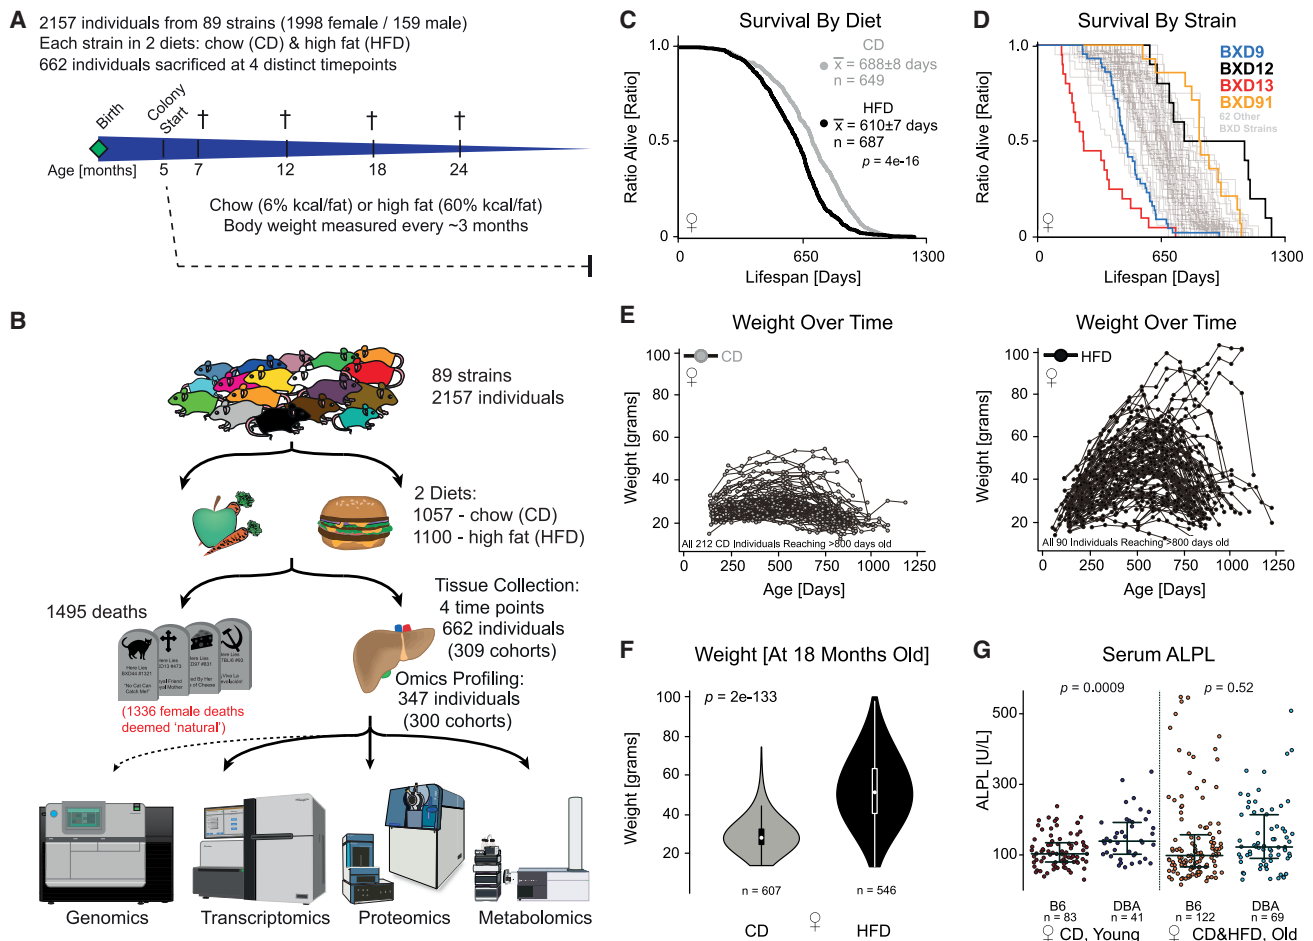 A
2157 individuals from 89 strains (1998 female / 159 male)
Each strain in 2 diets: chow (CD) & high fat (HFD)
662 individuals sacrificed at 4 distinct timepoints
Birth
Colony
Start
† † † †
Age [months] 5 7 12 18 24
Chow (6% kcal/fat) or high fat (60% kcal/fat)
Body weight measured every ~3 months
B
89 strains
2157 individuals
2 Diets:
1057 - chow (CD)
1100 - high fat (HFD)
1495 deaths
Tissue Collection:
4 time points
662 individuals
(309 cohorts)
Here Lies
BXD44 #1321
"No Cat Can
Catch Me!"
(1336 female deaths
deemed ‘natural’)
Omics Profiling:
347 individuals
(300 cohorts)
Genomics
Transcriptomics
Proteomics
Metabolomics
C
Survival By Diet
CD
x̄ = 688±8 days
n = 649
HFD
x̄ = 610±7 days
n = 687
p = 4e-16
Ratio Alive [Ratio]
1.0
0.5
0
♀
0 650 1300
Lifespan [Days]
D
Survival By Strain
BXD9
BXD12
BXD13
BXD91
62 Other
BXD Strains
Ratio Alive [Ratio]
1.0
0.5
0
♀
0 650 1300
Lifespan [Days]
E
Weight Over Time
CD
♀
Weight [grams]
100
80
60
40
20
All 212 CD Individuals Reaching >800 days old
0 250 500 750 1000 1250
Age [Days]
Weight Over Time
HFD
♀
Weight [grams]
100
80
60
40
20
All 90 Individuals Reaching >800 days old
0 250 500 750 1000 1250
Age [Days]
F
Weight [At 18 Months Old]
p = 2e-133
Weight [grams]
100
80
60
40
20
n = 607 n = 546
CD ♀ HFD
G
Serum ALPL
p = 0.0009 p = 0.52
ALPL [U/L]
500
300
100
B6 DBA B6 DBA
n = 83 n = 41 n = 122 n = 69
♀ CD, Young ♀ CD&HFD, Old